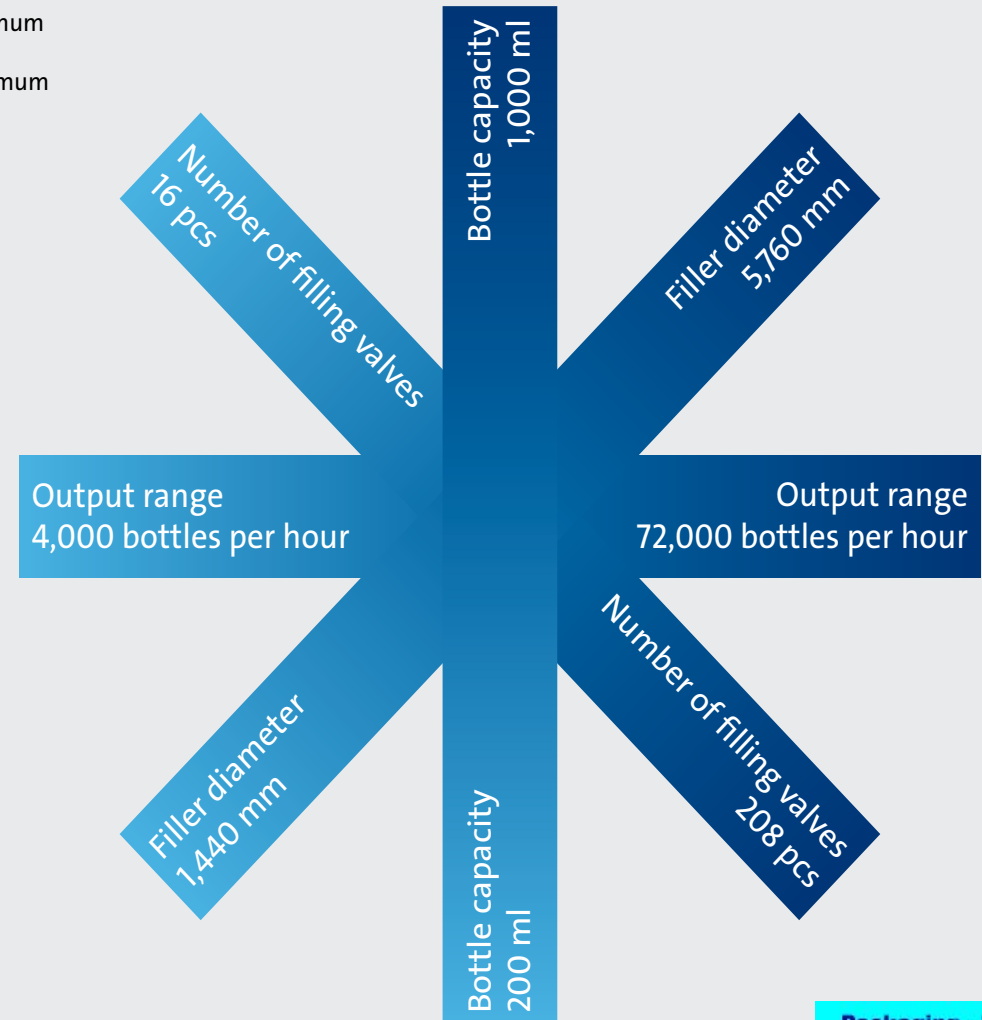 Bottle capacity
1,000 ml
Number of filling valves
16 pcs
Filler diameter
5,760 mm
Output range
4,000 bottles per hour
Output range
72,000 bottles per hour
Filler diameter
1,440 mm
Number of filling valves
208 pcs
Bottle capacity
200 ml